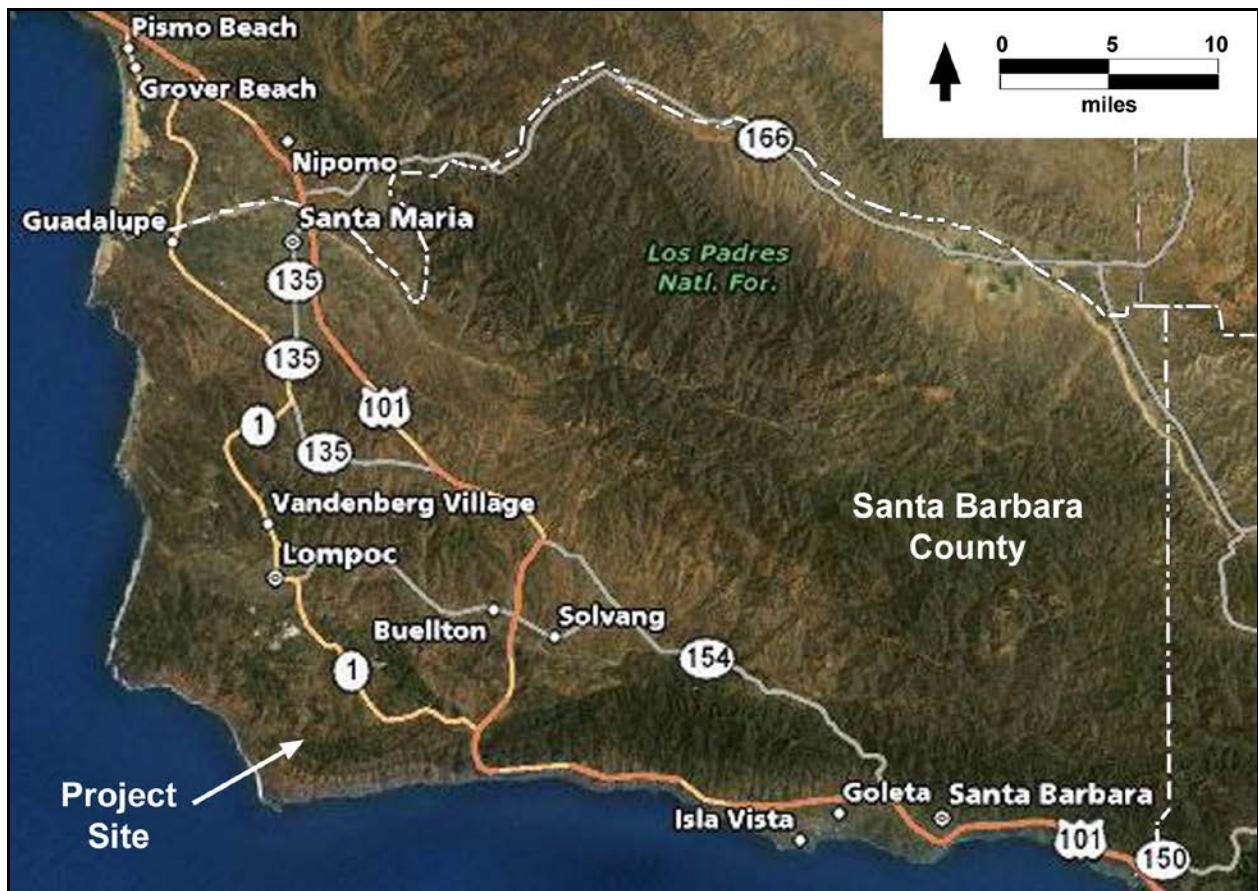 Pismo Beach
0 5 10
miles
Grover Beach
166
Nipomo
Guadalupe
Santa Maria
Los Padres
Natl. For.
135
135
101
1
135
Vandenberg Village
Santa Barbara
County
Lompoc
Buellton
Solvang
154
1
Project
Site
Goleta
Santa Barbara
Isla Vista
101
150